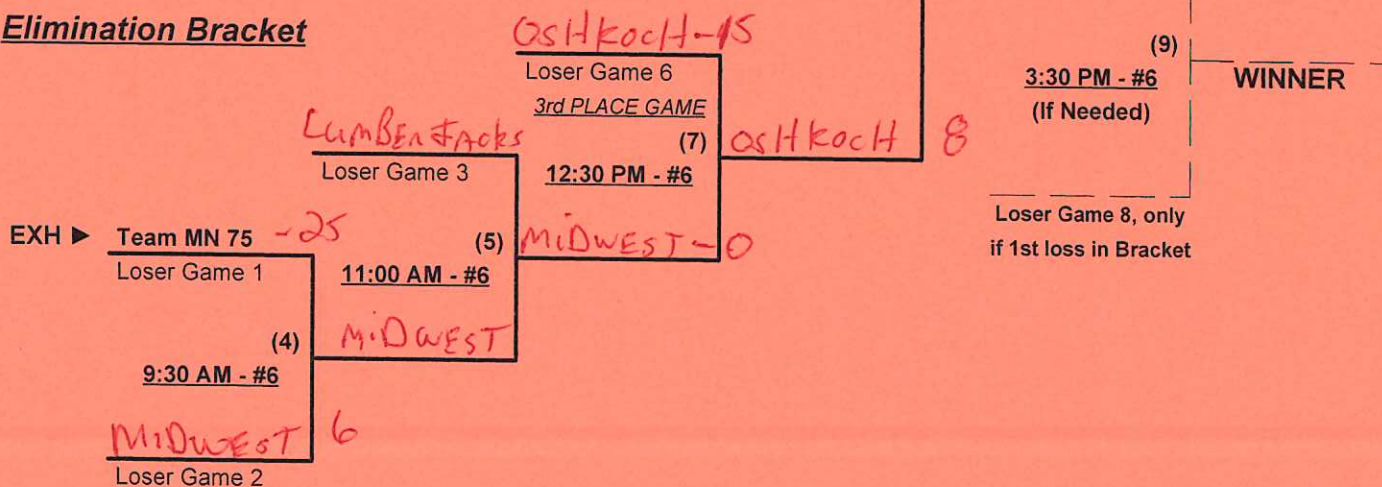 Elimination Bracket
OSHKOCH-15
Loser Game 6
3rd PLACE GAME
(7)
12:30 PM - #6
OSHKOCH 8
(9)
3:30 PM - #6
(If Needed)
WINNER
Loser Game 8, only
if 1st loss in Bracket
LUMBERJACKS
Loser Game 3
(5)
11:00 AM - #6
MIDWEST-0
EXH ► Team MN 75 -25
Loser Game 1
(4)
9:30 AM - #6
MIDWEST
MIDWEST 6
Loser Game 2